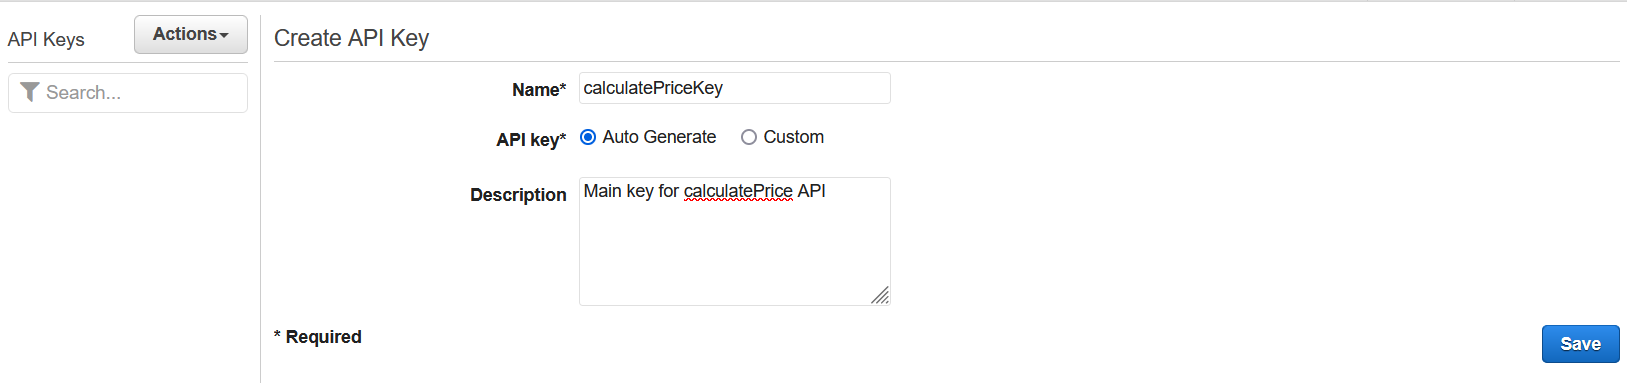 API Keys
Actions
Search...
Create API Key
Name* calculatePriceKey
API key* Auto Generate Custom
Description Main key for calculatePrice API
* Required
Save